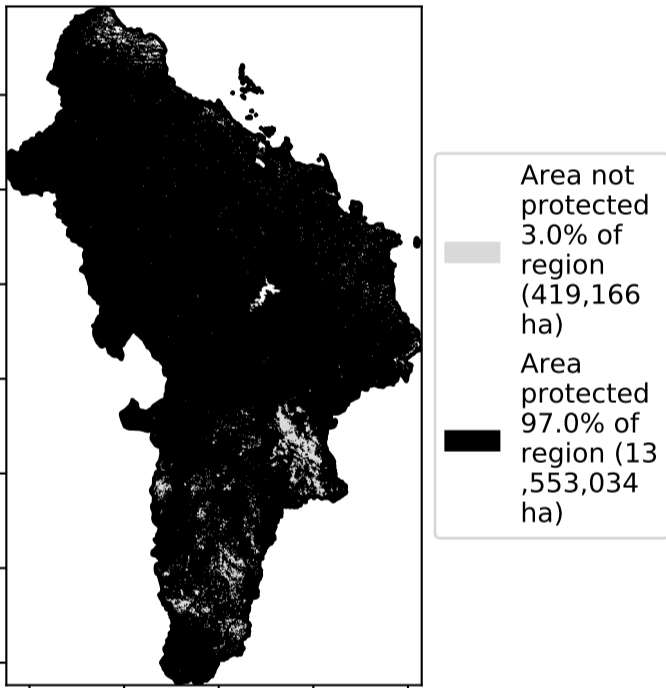 Area not
protected
3.0% of
region
(419,166
ha)
Area
protected
97.0% of
region (13
,553,034
ha)